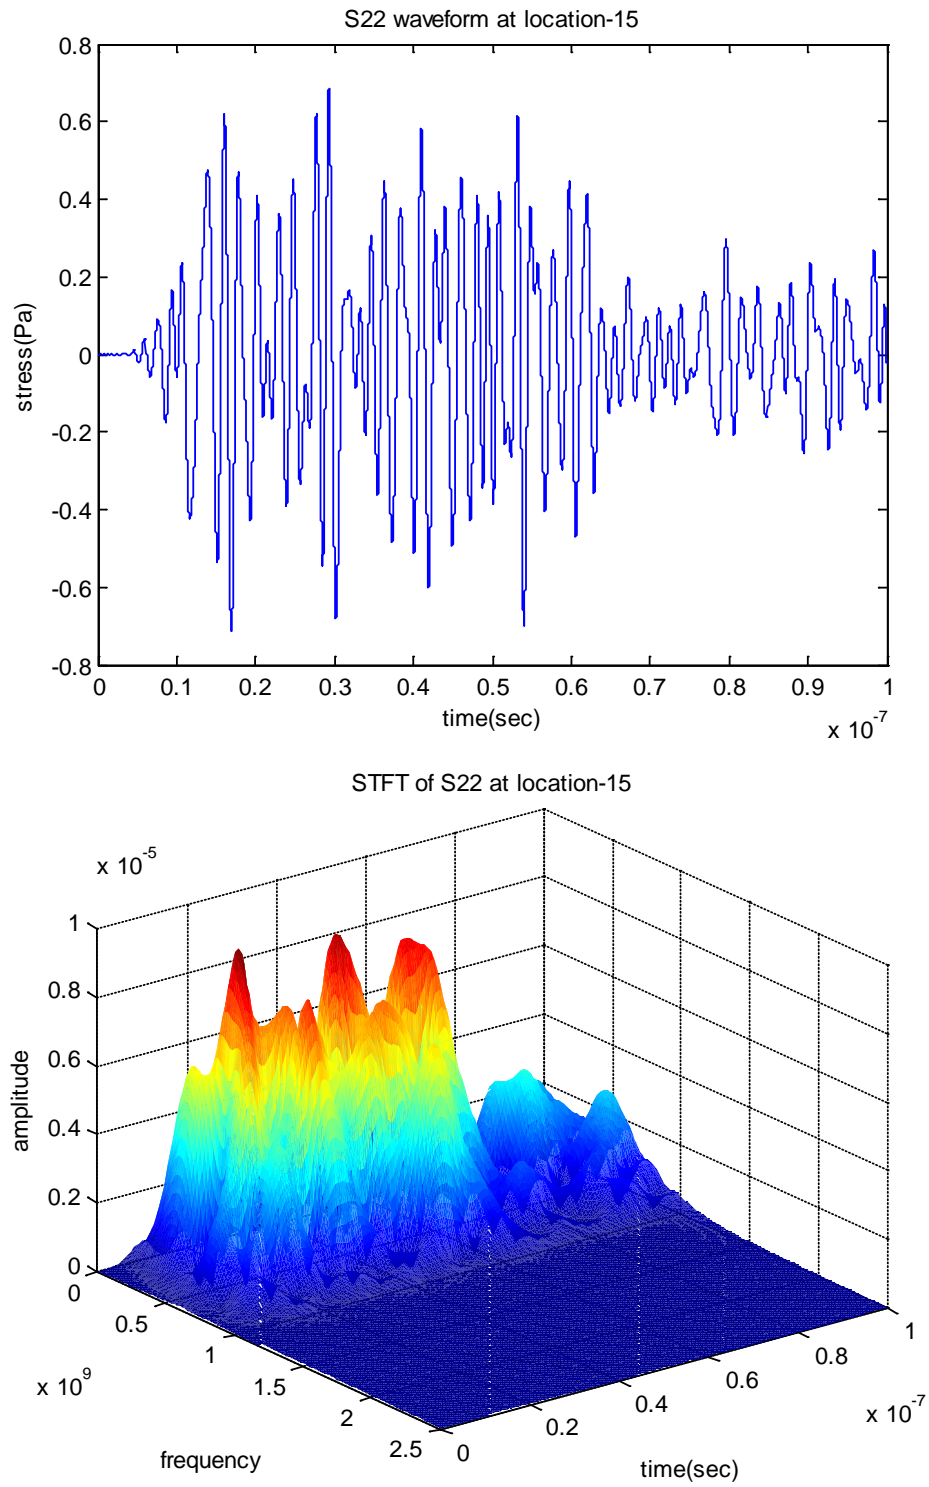 S22 waveform at location-15
0.8
0.6
0.4
0.2
0
-0.2
-0.4
-0.6
-0.8
stress(Pa)
0 0.1 0.2 0.3 0.4 0.5 0.6 0.7 0.8 0.9 1
time(sec)
x 10^-7
STFT of S22 at location-15
x 10^-5
1
0.8
0.6
0.4
0.2
0
amplitude
0
0.5
1
1.5
2
2.5
x 10^9
frequency
0
0.2
0.4
0.6
0.8
1
x 10^-7
time(sec)